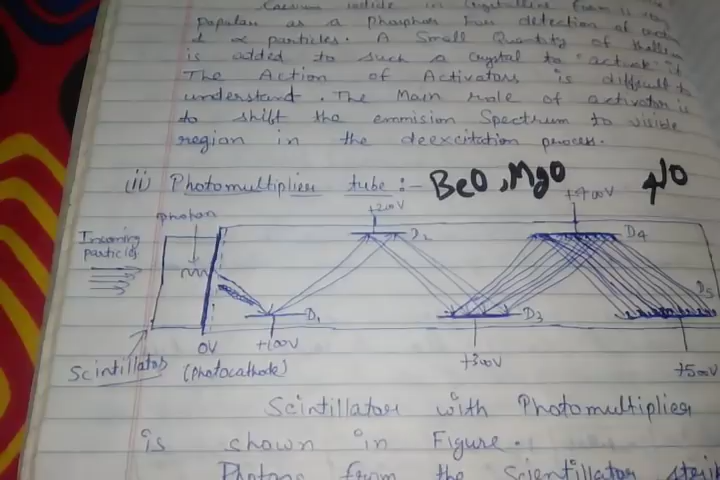 Caesium iodide in crystalline form is very
popular as a phosphor for detection of
& α particles. A Small Quantity of thallium
is added to such a crystal to "activate" it
The Action of Activators is difficult to
understand. The Main role of activator is
to shift the emmision Spectrum to visible
region in the deexcitation process.
(ii) Photomultiplier tube :- BeO, MgO
+200V +400V
photon
Incoming particles
D2 D4
D5
D1 D3
0V +100V
+300V +500V
Scintillator (Photocathode)
Scintillator with Photomultiplier
is shown in Figure.
Photons from the Scientillator